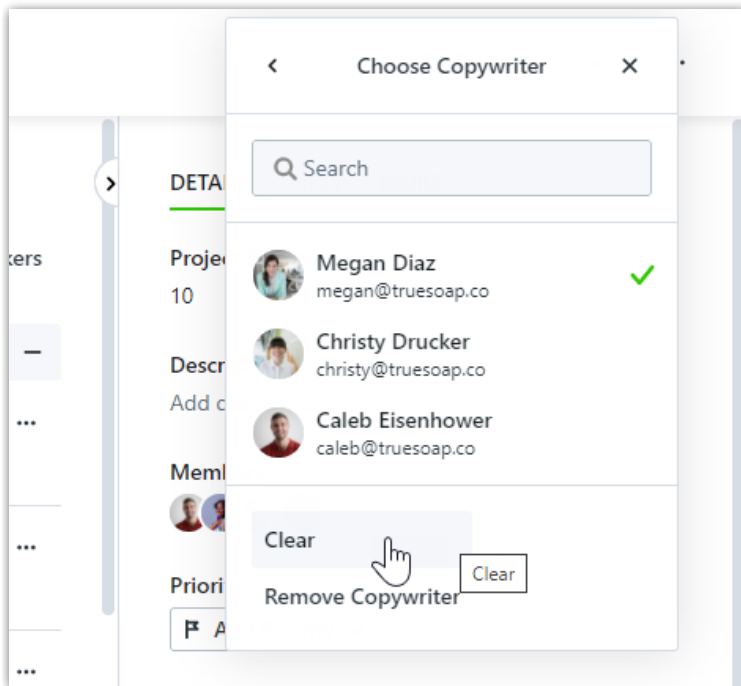 Choose Copywriter
Search
DETA
kers
Projec
10
Megan Diaz
megan@truesoap.co
Christy Drucker
christy@truesoap.co
Descr
Add c
Caleb Eisenhower
caleb@truesoap.co
Mem
Clear
Clear
Priori
Remove Copywriter
A